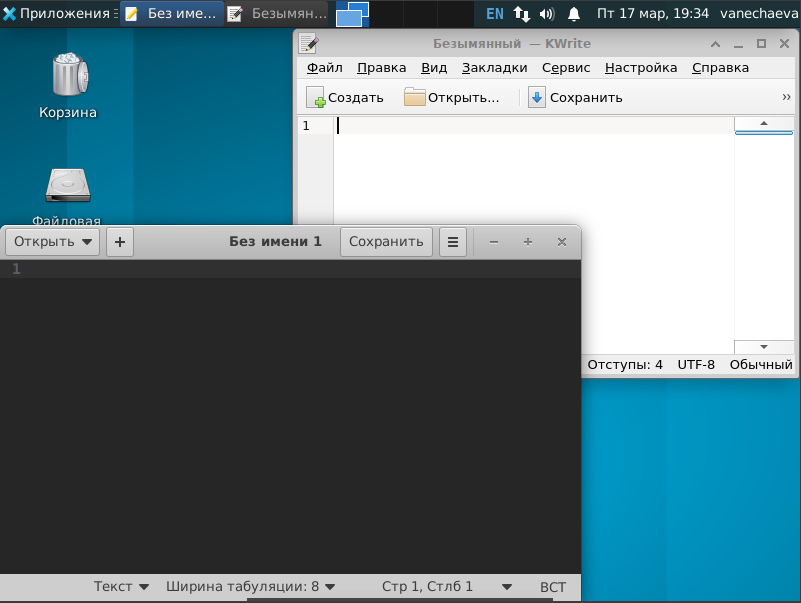 Приложения
Без име...
Безымян...
EN
Пт 17 мар, 19:34
vanechaeva
Корзина
Файловая
Безымянный — KWrite
Файл Правка Вид Закладки Сервис Настройка Справка
Создать Открыть... Сохранить »
1
Отступы: 4 UTF-8 Обычный
Открыть + Без имени 1 Сохранить
1
Текст Ширина табуляции: 8 Стр 1, Стлб 1 ВСТ